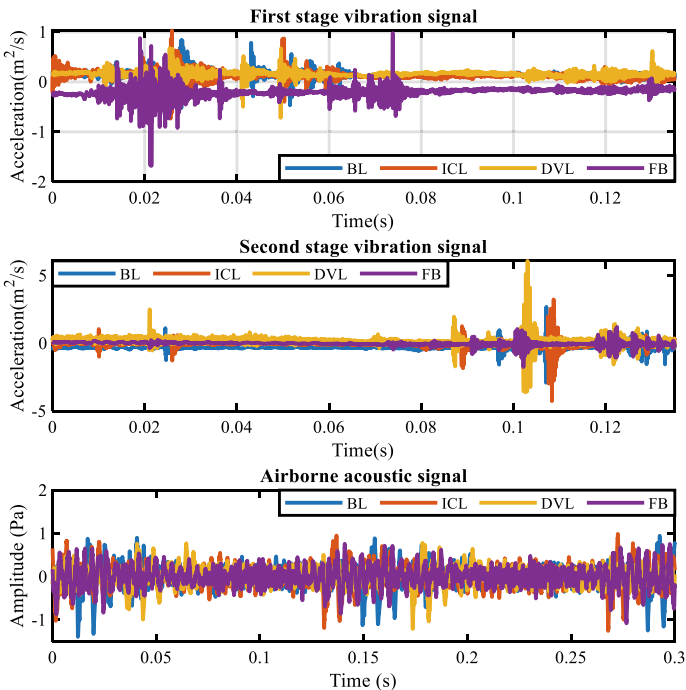 First stage vibration signal
Acceleration(m²/s)
1
0
-1
-2
BL ICL DVL FB
0 0.02 0.04 0.06 0.08 0.1 0.12
Time(s)
Second stage vibration signal
Acceleration(m²/s)
5
0
-5
BL ICL DVL FB
0 0.02 0.04 0.06 0.08 0.1 0.12
Time(s)
Airborne acoustic signal
Amplitude (Pa)
2
1
0
-1
BL ICL DVL FB
0 0.05 0.1 0.15 0.2 0.25 0.3
Time (s)